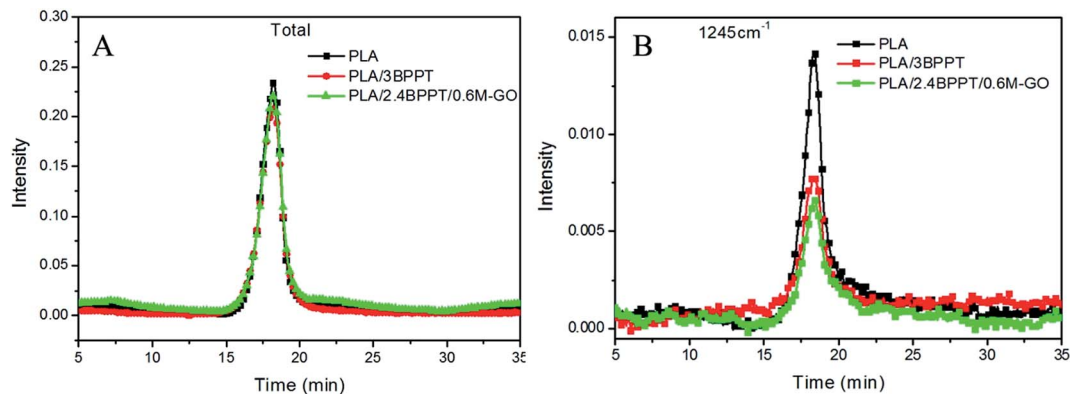 A
Total
PLA
PLA/3BPPT
PLA/2.4BPPT/0.6M-GO
0.30
0.25
0.20
0.15
0.10
0.05
0.00
Intensity
5 10 15 20 25 30 35
Time (min)
B
1245cm⁻¹
PLA
PLA/3BPPT
PLA/2.4BPPT/0.6M-GO
0.015
0.010
0.005
0.000
Intensity
5 10 15 20 25 30 35
Time (min)